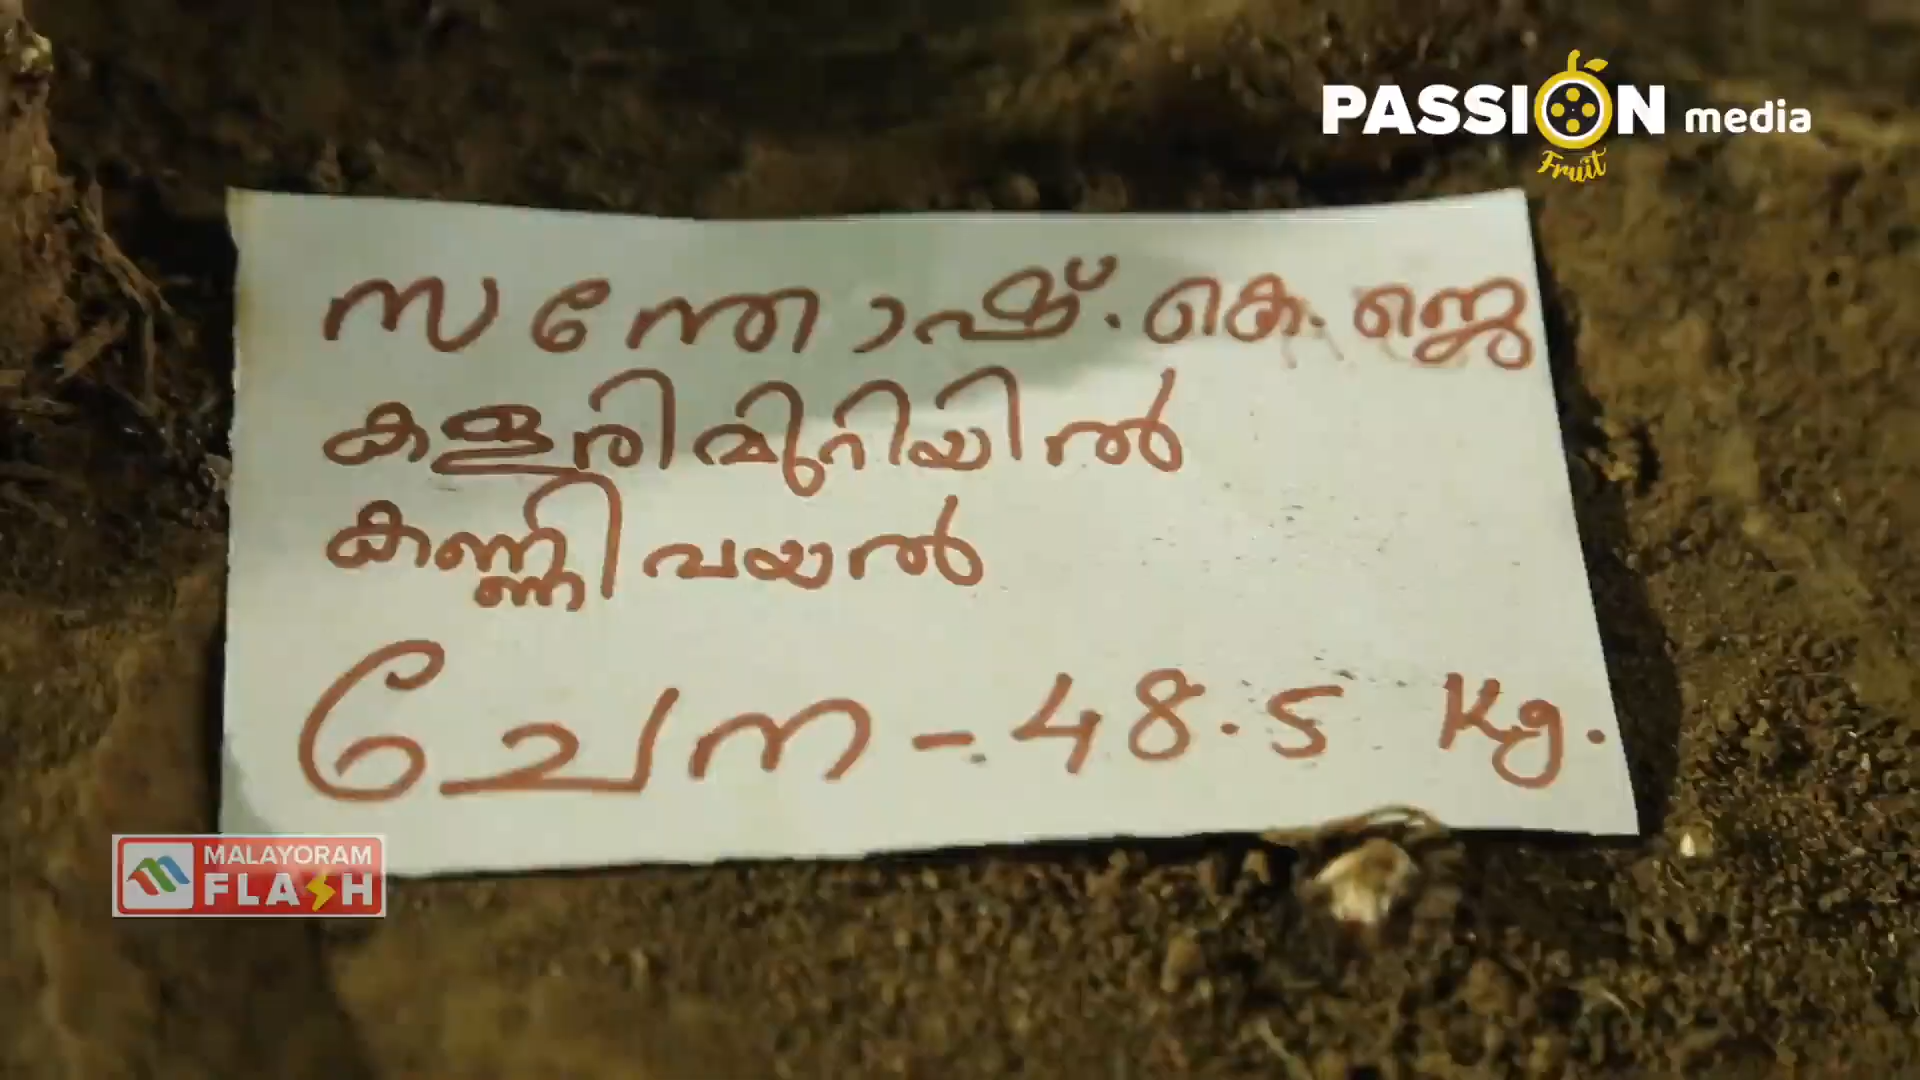 PASSION media
Fruit
സന്തോഷ്. കെ. ജെ
കളരിമുറിയിൽ
കണ്ണിവയൽ
ചേന - 48.5 Kg.
MALAYORAM
FLASH